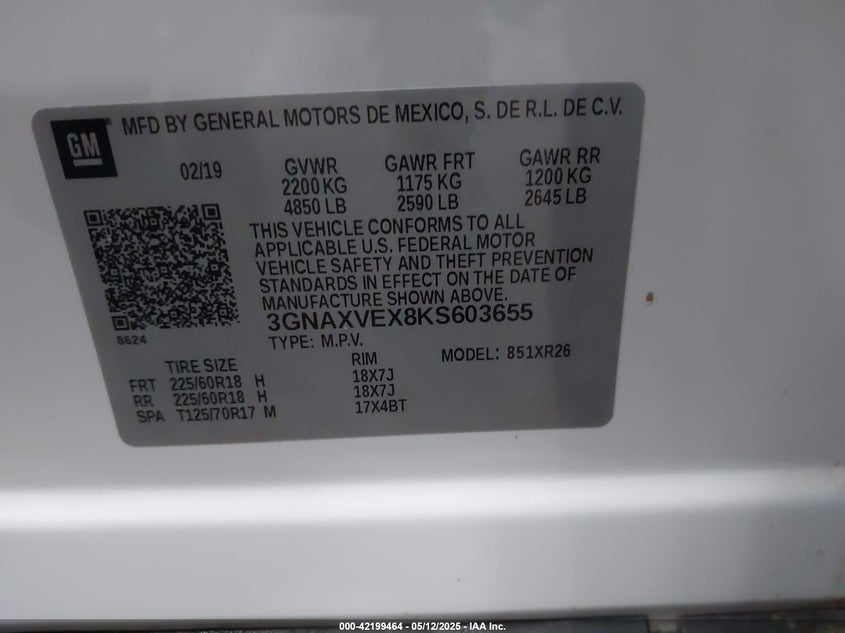 GM
MFD BY GENERAL MOTORS DE MEXICO, S. DE R.L. DE C.V.
02/19 GVWR GAWR FRT GAWR RR
2200 KG 1175 KG 1200 KG
4850 LB 2590 LB 2645 LB
THIS VEHICLE CONFORMS TO ALL
APPLICABLE U.S. FEDERAL MOTOR
VEHICLE SAFETY AND THEFT PREVENTION
STANDARDS IN EFFECT ON THE DATE OF
MANUFACTURE SHOWN ABOVE.
8624
3GNAXVEX8KS603655
TYPE: M.P.V. MODEL: 851XR26
TIRE SIZE RIM
FRT 225/60R18 H 18X7J
RR 225/60R18 H 18X7J
SPA T125/70R17 M 17X4BT
000-42199464 - 05/12/2025 - IAA Inc.